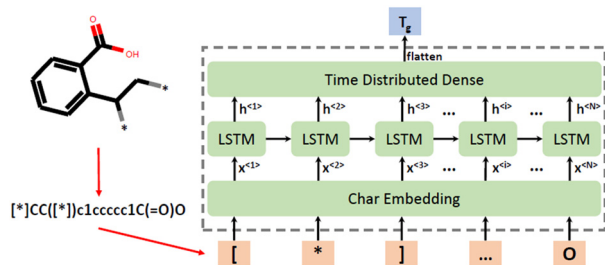 T_g
flatten
Time Distributed Dense
h<1> h<2> h<3> ... h<i> ... h<N>
LSTM LSTM LSTM LSTM LSTM
x<1> x<2> x<3> ... x<i> ... x<N>
Char Embedding
[ * ] ... O
O
OH
*
*
[*]CC([*])c1ccccc1C(=O)O